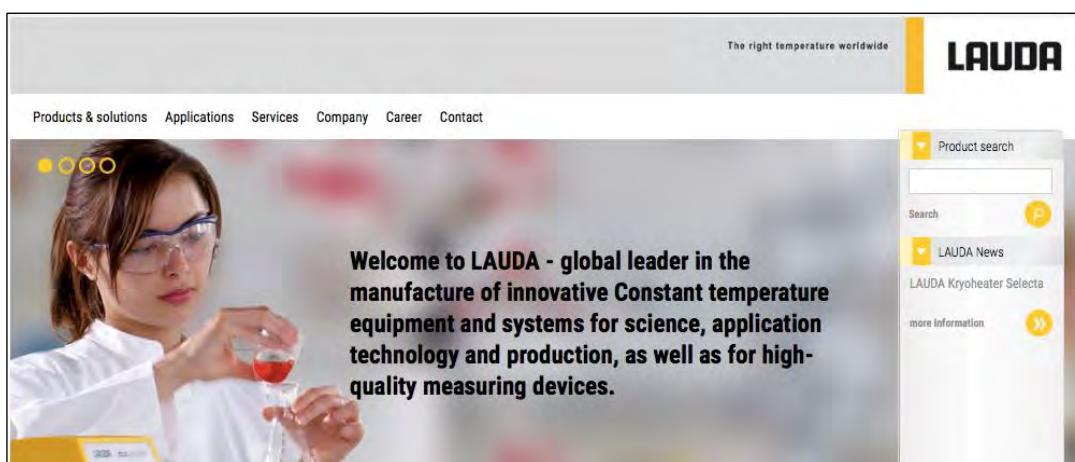 The right temperature worldwide
LAUDA
Products & solutions Applications Services Company Career Contact
Product search
Search
LAUDA News
LAUDA Kryoheater Selecta
more information
Welcome to LAUDA - global leader in the
manufacture of innovative Constant temperature
equipment and systems for science, application
technology and production, as well as for high-
quality measuring devices.